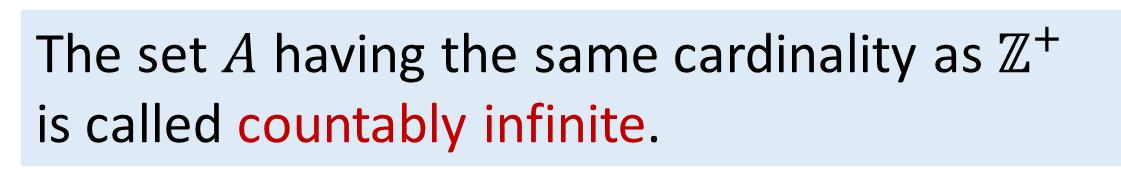 The set A having the same cardinality as ℤ⁺
is called countably infinite.